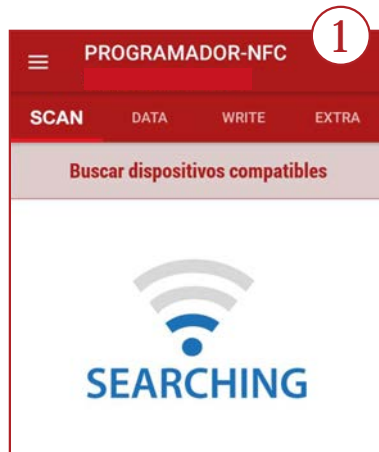 1
PROGRAMADOR-NFC
SCAN DATA WRITE EXTRA
Buscar dispositivos compatibles
SEARCHING